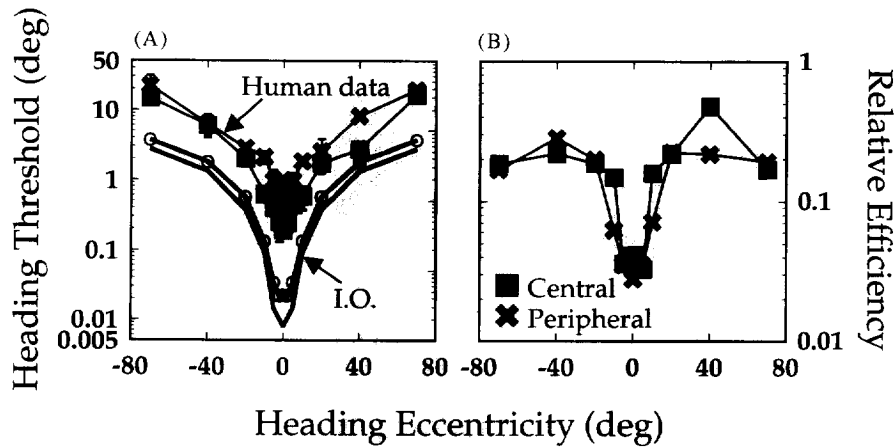 (A)
(B)
Heading Threshold (deg)
50
10
1
0.1
0.01
0.005
Human data
I.O.
-80
-40
0
40
80
Central
Peripheral
-80
-40
0
40
80
1
0.1
0.01
Relative Efficiency
Heading Eccentricity (deg)